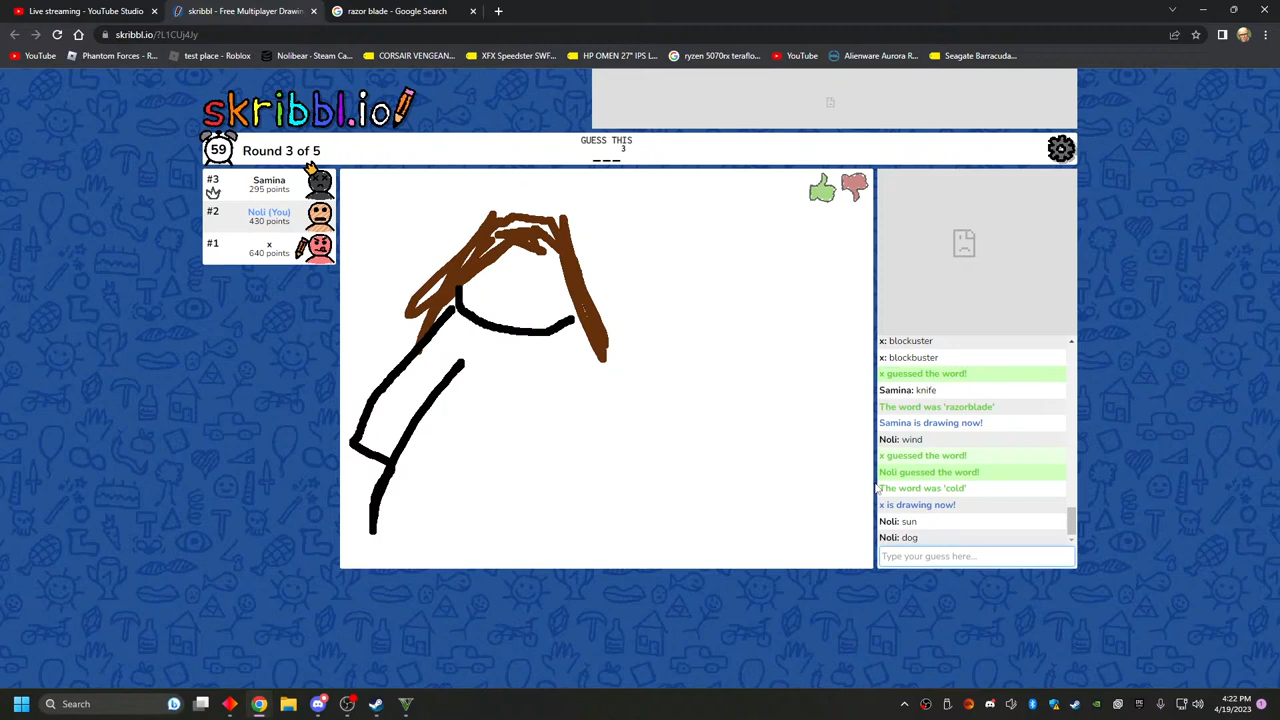 Live streaming - YouTube Studio
skribbl - Free Multiplayer Drawin
razor blade - Google Search
skribbl.io/?L1CUj4Jy
YouTube
Phantom Forces - R...
test place - Roblox
Nolibear - Steam Ca...
CORSAIR VENGEAN...
XFX Speedster SWF...
HP OMEN 27" IPS L...
ryzen 5070rx teraflo...
YouTube
Alienware Aurora R...
Seagate Barracuda...
skribbl.io
59
Round 3 of 5
GUESS THIS
3
___
#3
Samina
295 points
#2
Noli (You)
430 points
#1
x
640 points
x: blockuster
x: blockbuster
x guessed the word!
Samina: knife
The word was 'razorblade'
Samina is drawing now!
Noli: wind
x guessed the word!
Noli guessed the word!
The word was 'cold'
x is drawing now!
Noli: sun
Noli: dog
Type your guess here...
Search
4:22 PM
4/19/2023
1